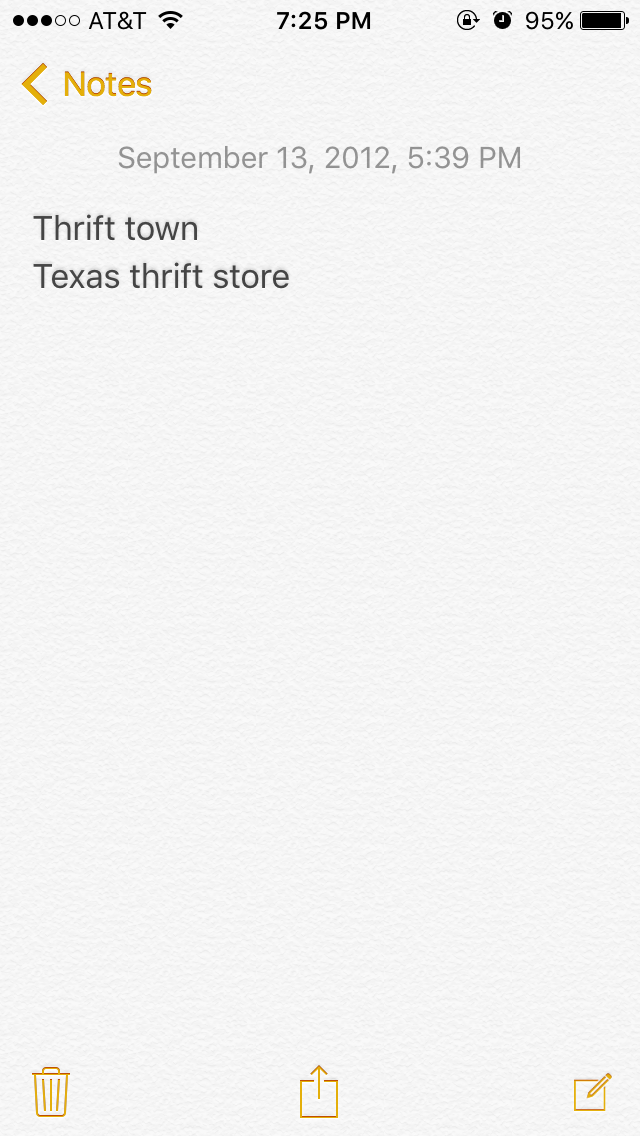 AT&T 7:25 PM 95%
Notes
September 13, 2012, 5:39 PM
Thrift town
Texas thrift store